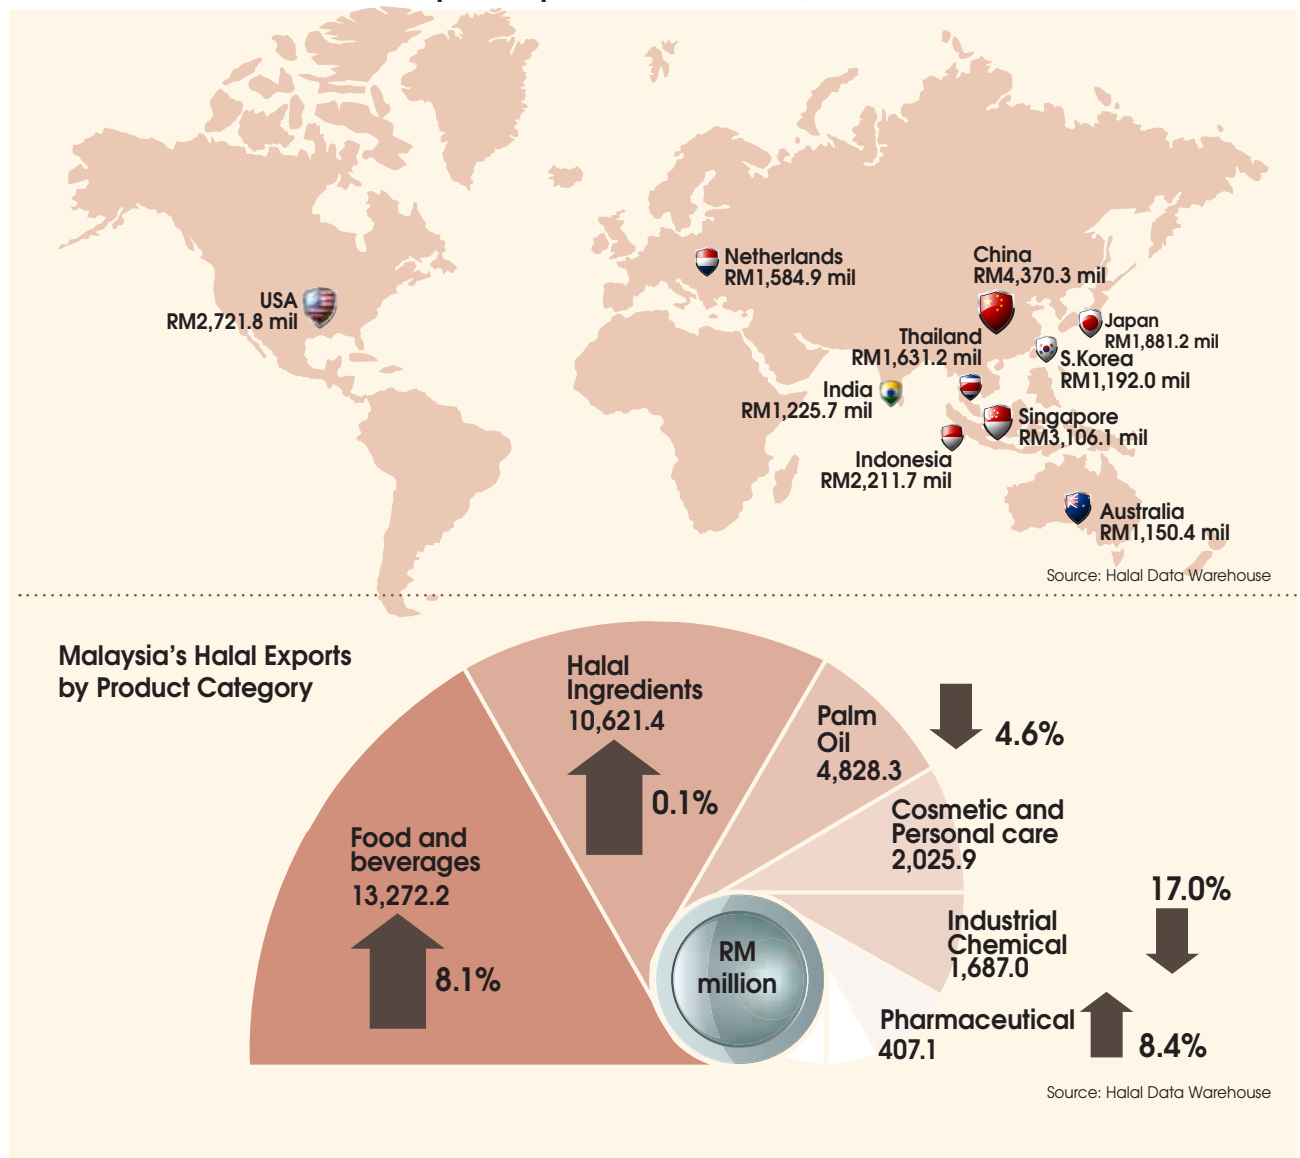 Netherlands
RM1,584.9 mil
China
RM4,370.3 mil
USA
RM2,721.8 mil
Japan
RM1,881.2 mil
Thailand
RM1,631.2 mil
S.Korea
RM1,192.0 mil
India
RM1,225.7 mil
Singapore
RM3,106.1 mil
Indonesia
RM2,211.7 mil
Australia
RM1,150.4 mil
Source: Halal Data Warehouse
Malaysia's Halal Exports
by Product Category
Halal
Ingredients
10,621.4
0.1%
Palm
Oil
4,828.3
4.6%
Food and
beverages
13,272.2
8.1%
Cosmetic and
Personal care
2,025.9
17.0%
Industrial
Chemical
1,687.0
RM
million
Pharmaceutical
407.1
8.4%
Source: Halal Data Warehouse